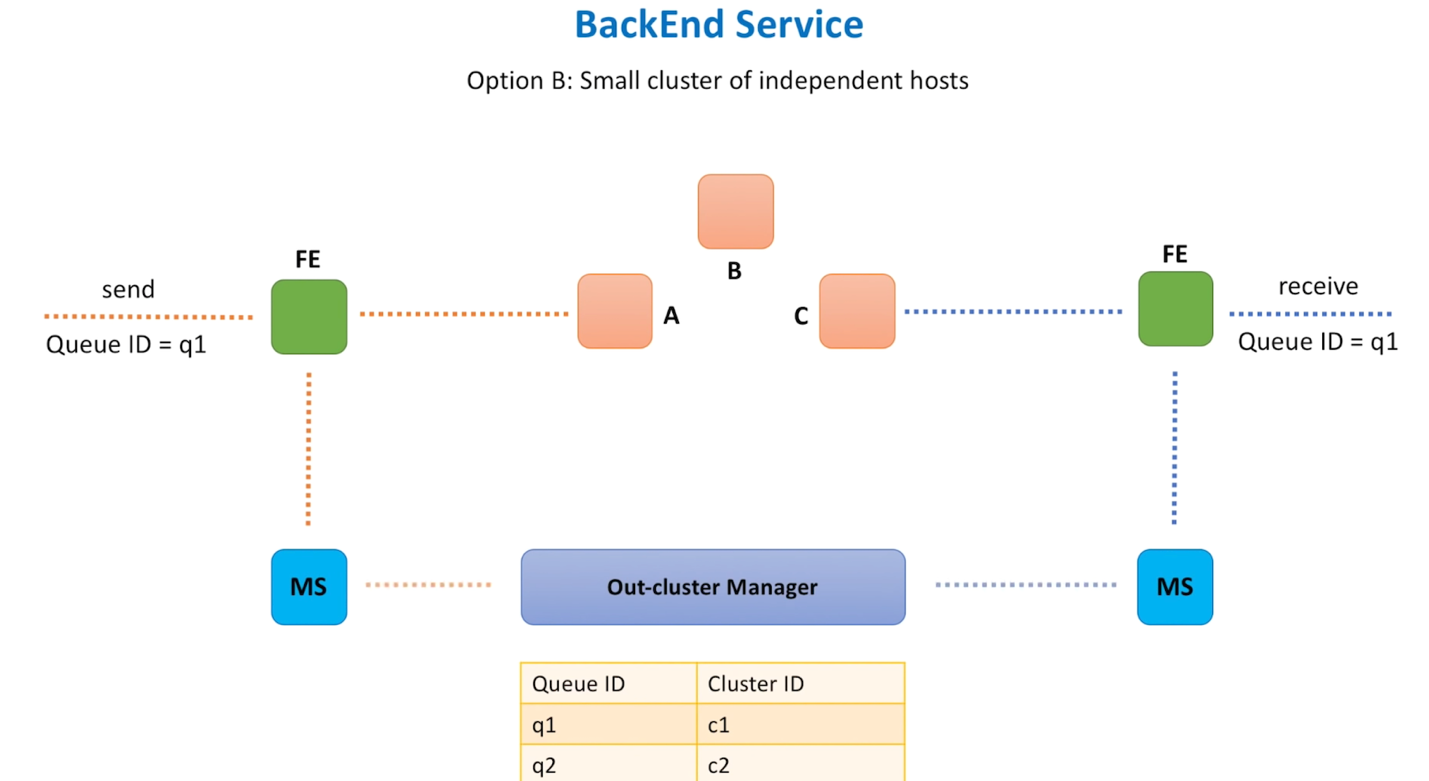 BackEnd Service
Option B: Small cluster of independent hosts
B
FE
send
Queue ID = q1
A
C
FE
receive
Queue ID = q1
MS
Out-cluster Manager
MS
Queue ID Cluster ID
q1 c1
q2 c2